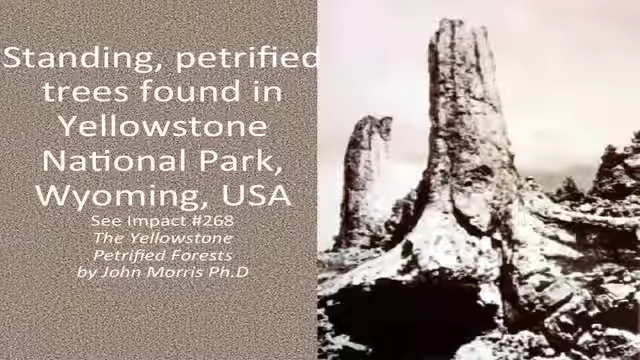 Standing, petrified
trees found in
Yellowstone
National Park,
Wyoming, USA
See Impact #268
The Yellowstone
Petrified Forests
by John Morris Ph.D